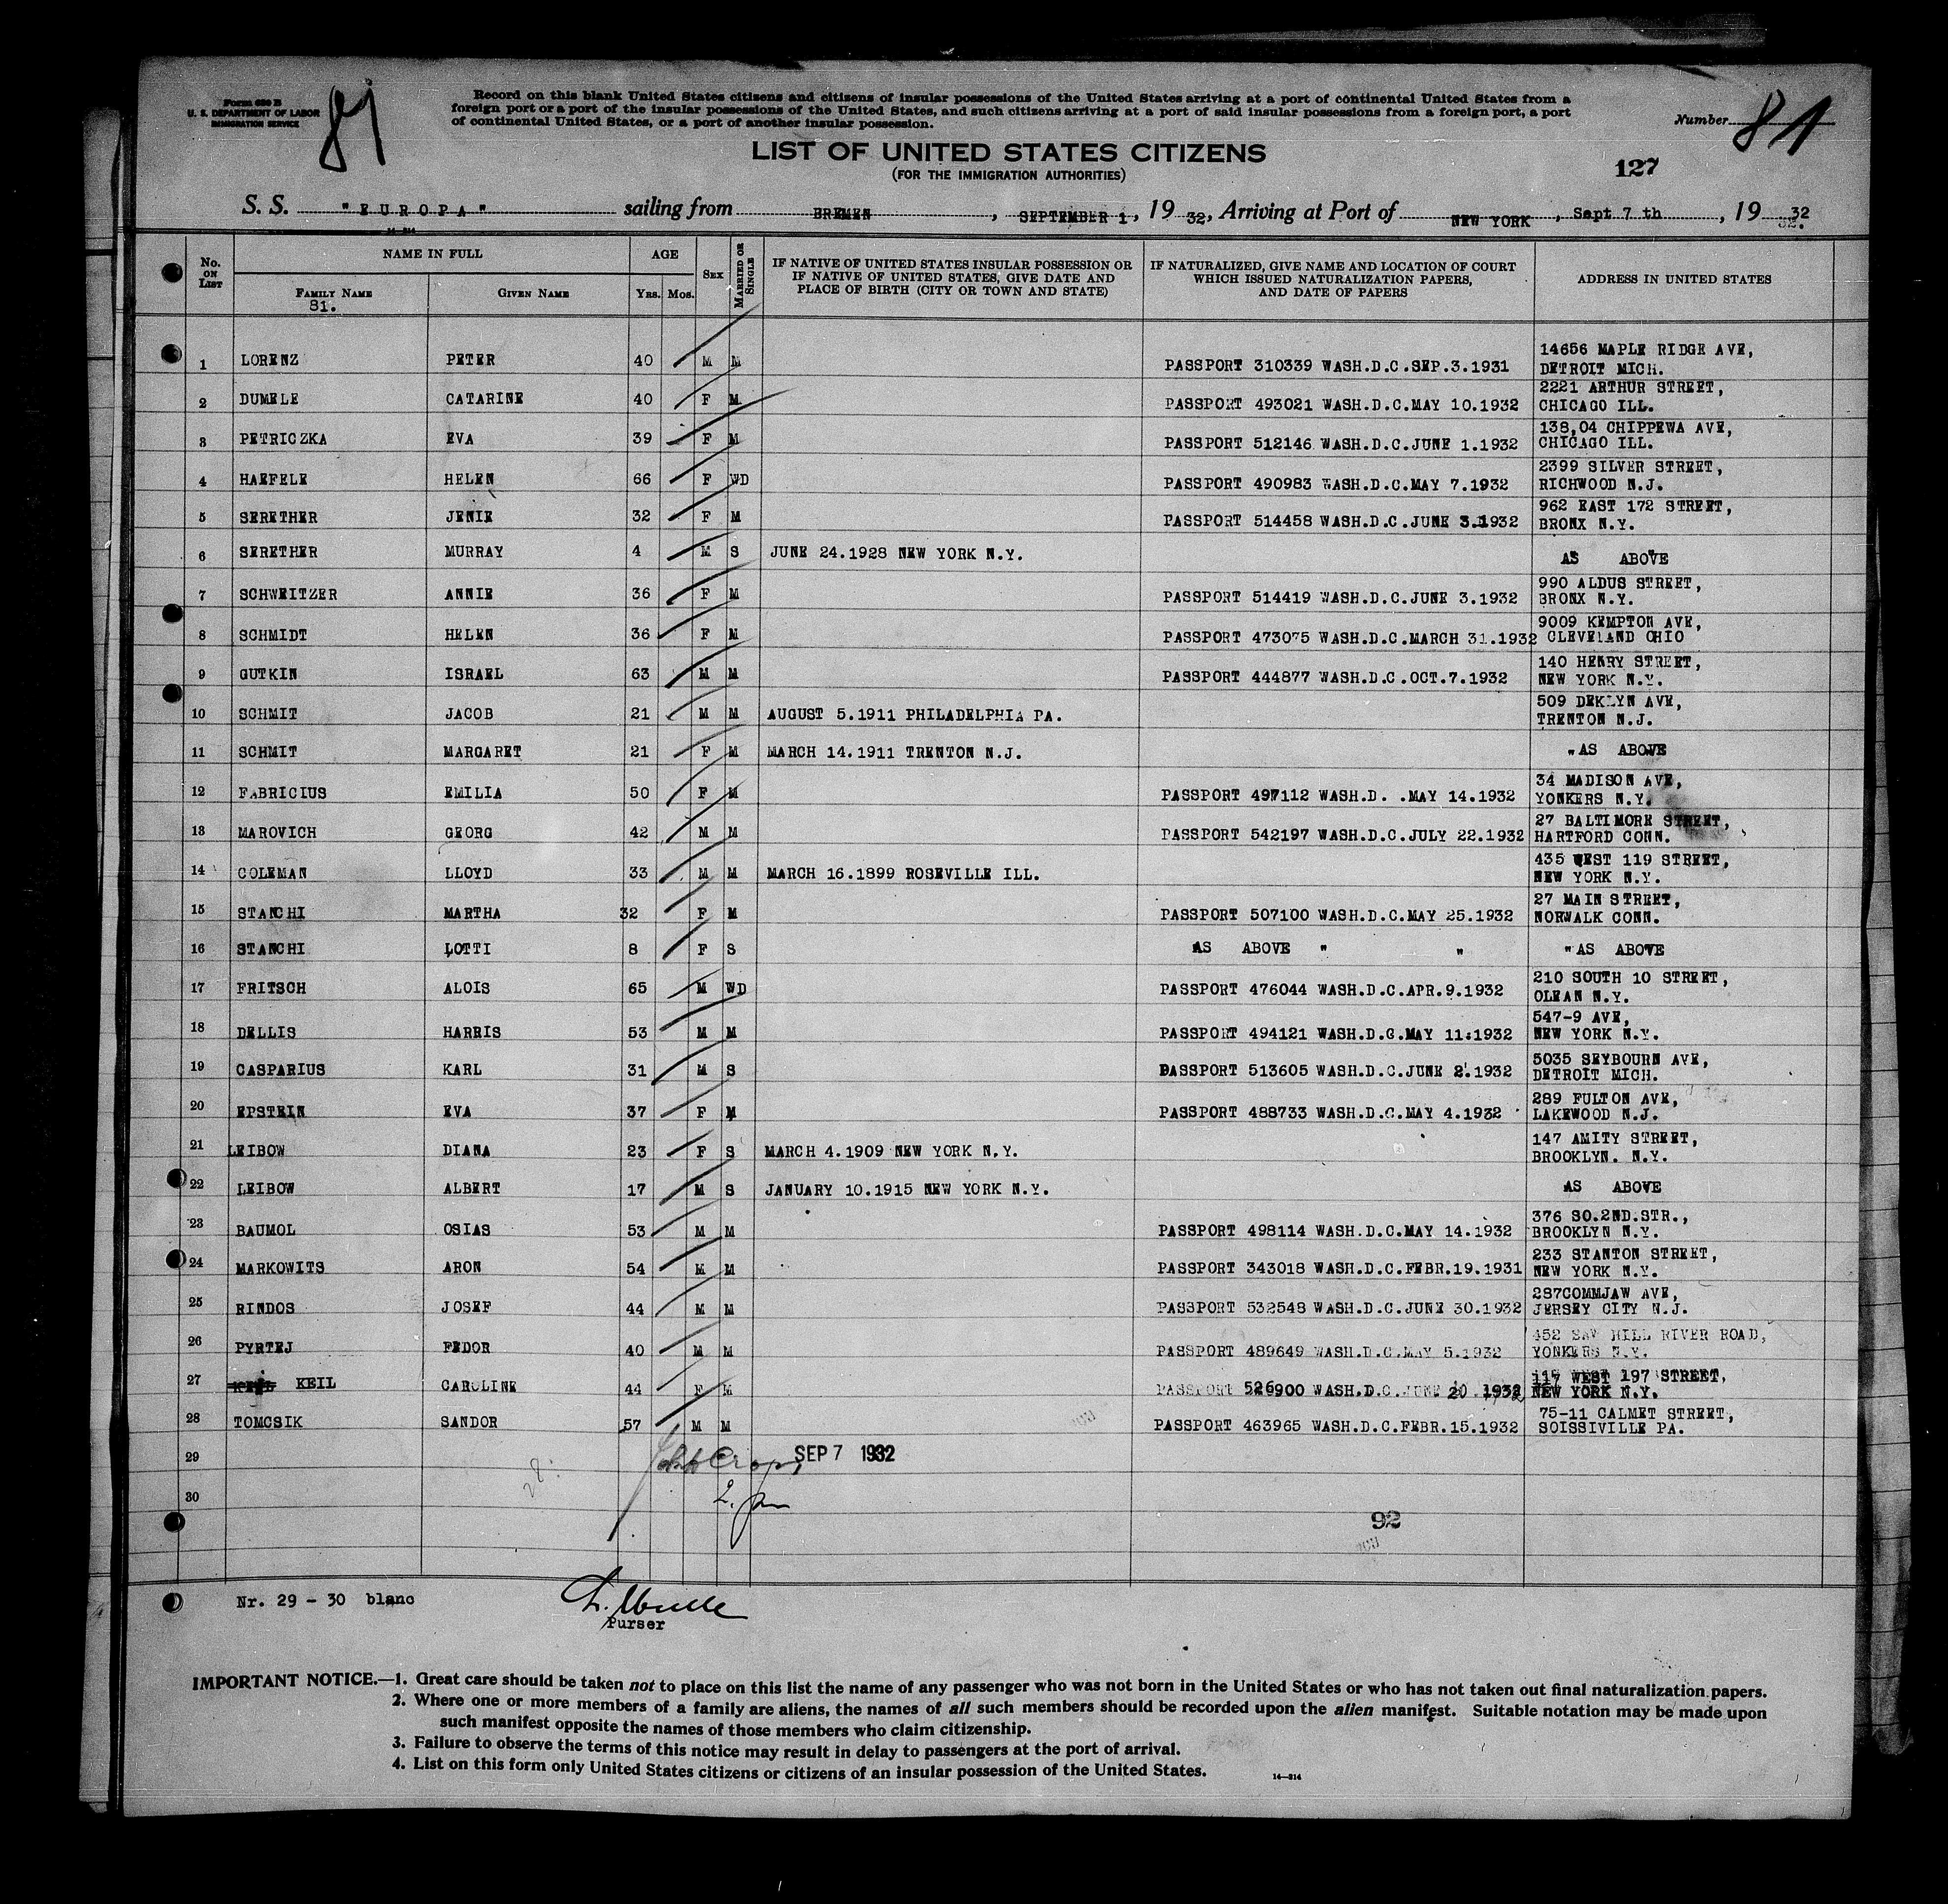 Form 630 B
U. S. DEPARTMENT OF LABOR
IMMIGRATION SERVICE
81
Record on this blank United States citizens and citizens of insular possessions of the United States arriving at a port of continental United States from a
foreign port or a port of the insular possessions of the United States, and such citizens arriving at a port of said insular possessions from a foreign port, a port
of continental United States, or a port of another insular possession.
Number 81
LIST OF UNITED STATES CITIZENS
(FOR THE IMMIGRATION AUTHORITIES)
127
S. S. "EUROPA" sailing from BREMEN, SEPTEMBER 1, 1932, Arriving at Port of NEW YORK, Sept 7 th, 1932
32.
14-214
No. ON LIST NAME IN FULL AGE SEX MARRIED OR SINGLE IF NATIVE OF UNITED STATES INSULAR POSSESSION OR IF NATIVE OF UNITED STATES, GIVE DATE AND PLACE OF BIRTH (CITY OR TOWN AND STATE) IF NATURALIZED, GIVE NAME AND LOCATION OF COURT WHICH ISSUED NATURALIZATION PAPERS, AND DATE OF PAPERS ADDRESS IN UNITED STATES
FAMILY NAME GIVEN NAME YRS. MOS.
81.
1 LORENZ PETER 40 M M PASSPORT 310339 WASH.D.C.SEP.3.1931 14656 MAPLE RIDGE AVE, DETROIT MICH.
2 DUMELE CATARINE 40 F M PASSPORT 493021 WASH.D.C.MAY 10.1932 2221 ARTHUR STREET, CHICAGO ILL.
3 PETRICZKA EVA 39 F M PASSPORT 512146 WASH.D.C.JUNE 1.1932 138,04 CHIPPEWA AVE, CHICAGO ILL.
4 HAEFELE HELEN 66 F WD PASSPORT 490983 WASH.D.C.MAY 7.1932 2399 SILVER STREET, RICHWOOD N.J.
5 SERETHER JENIE 32 F M PASSPORT 514458 WASH.D.C.JUNE 3.1932 962 EAST 172 STREET, BRONX N.Y.
6 SERETHER MURRAY 4 M S JUNE 24.1928 NEW YORK N.Y. AS ABOVE
7 SCHWEITZER ANNIE 36 F M PASSPORT 514419 WASH.D.C.JUNE 3.1932 990 ALDUS STREET, BRONX N.Y.
8 SCHMIDT HELEN 36 F M PASSPORT 473075 WASH.D.C.MARCH 31.1932 9009 KEMPTON AVE, CLEVELAND OHIO
9 GUTKIN ISRAEL 63 M M PASSPORT 444877 WASH.D.C.OCT.7.1932 140 HENRY STREET, NEW YORK N.Y.
10 SCHMIT JACOB 21 M M AUGUST 5.1911 PHILADELPHIA PA. 509 DEKLYN AVE, TRENTON N.J.
11 SCHMIT MARGARET 21 F M MARCH 14.1911 TRENTON N.J. "AS ABOVE
12 FABRICIUS EMILIA 50 F M PASSPORT 497112 WASH.D. .MAY 14.1932 34 MADISON AVE, YONKERS N.Y.
13 MAROVICH GEORG 42 M M PASSPORT 542197 WASH.D.C.JULY 22.1932 27 BALTIMORE STREET, HARTFORD CONN.
14 COLEMAN LLOYD 33 M M MARCH 16.1899 ROSEVILLE ILL. 435 WEST 119 STREET, NEW YORK N.Y.
15 STANCHI MARTHA 32 F M PASSPORT 507100 WASH.D.C.MAY 25.1932 27 MAIN STREET, NORWALK CONN.
16 STANCHI LOTTI 8 F S AS ABOVE " " "AS ABOVE
17 FRITSCH ALOIS 65 M WD PASSPORT 476044 WASH.D.C.APR.9.1932 210 SOUTH 10 STREET, OLEAN N.Y.
18 DELLIS HARRIS 53 M M PASSPORT 494121 WASH.D.G.MAY 11.1932 547-9 AVE, NEW YORK N.Y.
19 CASPARIUS KARL 31 M S PASSPORT 513605 WASH.D.C.JUNE 2.1932 5035 SEYBOURN AVE, DETROIT MICH.
20 EPSTEIN EVA 37 F M PASSPORT 488733 WASH.D.C.MAY 4.1932 289 FULTON AVE, LAKEWOOD N.J.
21 LEIBOW DIANA 23 F S MARCH 4.1909 NEW YORK N.Y. 147 AMITY STREET, BROOKLYN. N.Y.
22 LEIBOW ALBERT 17 M S JANUARY 10.1915 NEW YORK N.Y. AS ABOVE
23 BAUMOL OSIAS 53 M M PASSPORT 498114 WASH.D.C.MAY 14.1932 376 SO.2ND.STR., BROOKLYN N.Y.
24 MARKOWITS ARON 54 M M PASSPORT 343018 WASH.D.C.FEBR.19.1931 233 STANTON STREET, NEW YORK N.Y.
25 RINDOS JOSEF 44 M M PASSPORT 532548 WASH.D.C.JUNE 30.1932 287COMMJAW AVE, JERSEY CITY N.J.
26 PYRTEJ FEDOR 40 M M PASSPORT 489649 WASH.D.C.MAY 5.1932 452 SAW MILL RIVER ROAD, YONKERS N.Y.
27 KEIL CAROLINE 44 F M PASSPORT 526900 WASH.D.C.JUNE 20 1932 117 WEST 197 STREET, NEW YORK N.Y.
28 TOMCSIK SANDOR 57 M M PASSPORT 463965 WASH.D.C.FEBR.15.1932 75-11 CALMET STREET, SOISSIVILLE PA.
29 SEP 7 1932
30
92
28.
Nr. 29 - 30 blanc
Purser
IMPORTANT NOTICE.—1. Great care should be taken not to place on this list the name of any passenger who was not born in the United States or who has not taken out final naturalization papers.
2. Where one or more members of a family are aliens, the names of all such members should be recorded upon the alien manifest. Suitable notation may be made upon
such manifest opposite the names of those members who claim citizenship.
3. Failure to observe the terms of this notice may result in delay to passengers at the port of arrival.
4. List on this form only United States citizens or citizens of an insular possession of the United States.
14-214